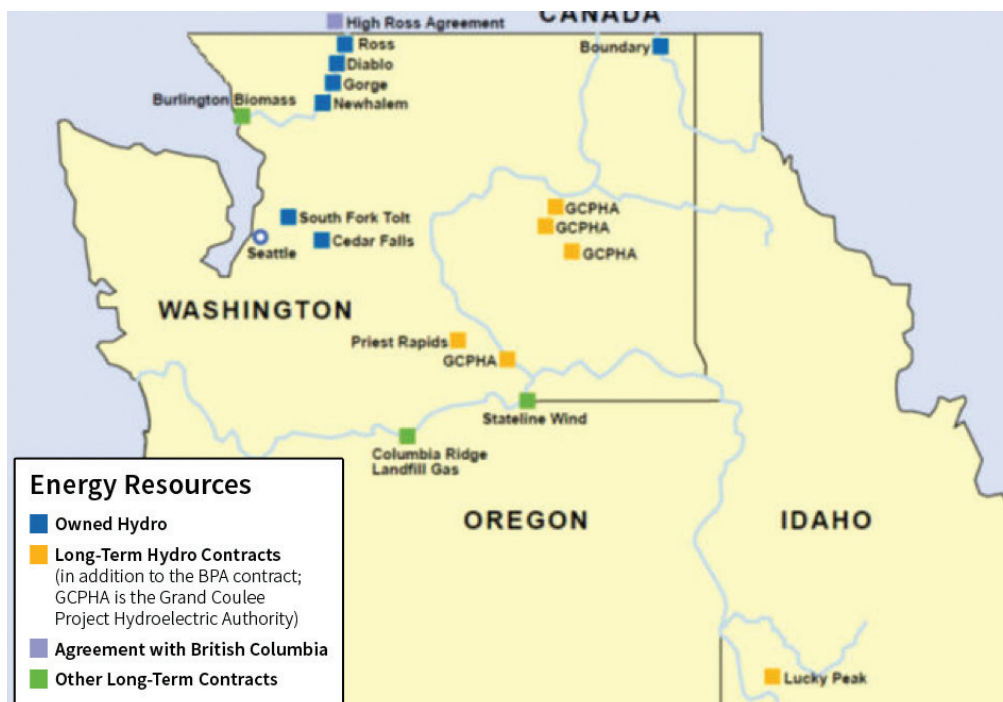 CANADA
High Ross Agreement
Ross
Boundary
Diablo
Gorge
Burlington Biomass
Newhalem
GCPHA
South Fork Tolt
GCPHA
Cedar Falls
Seattle
GCPHA
WASHINGTON
Priest Rapids
GCPHA
Stateline Wind
Columbia Ridge
Landfill Gas
OREGON
IDAHO
Lucky Peak
Energy Resources
Owned Hydro
Long-Term Hydro Contracts
(in addition to the BPA contract;
GCPHA is the Grand Coulee
Project Hydroelectric Authority)
Agreement with British Columbia
Other Long-Term Contracts